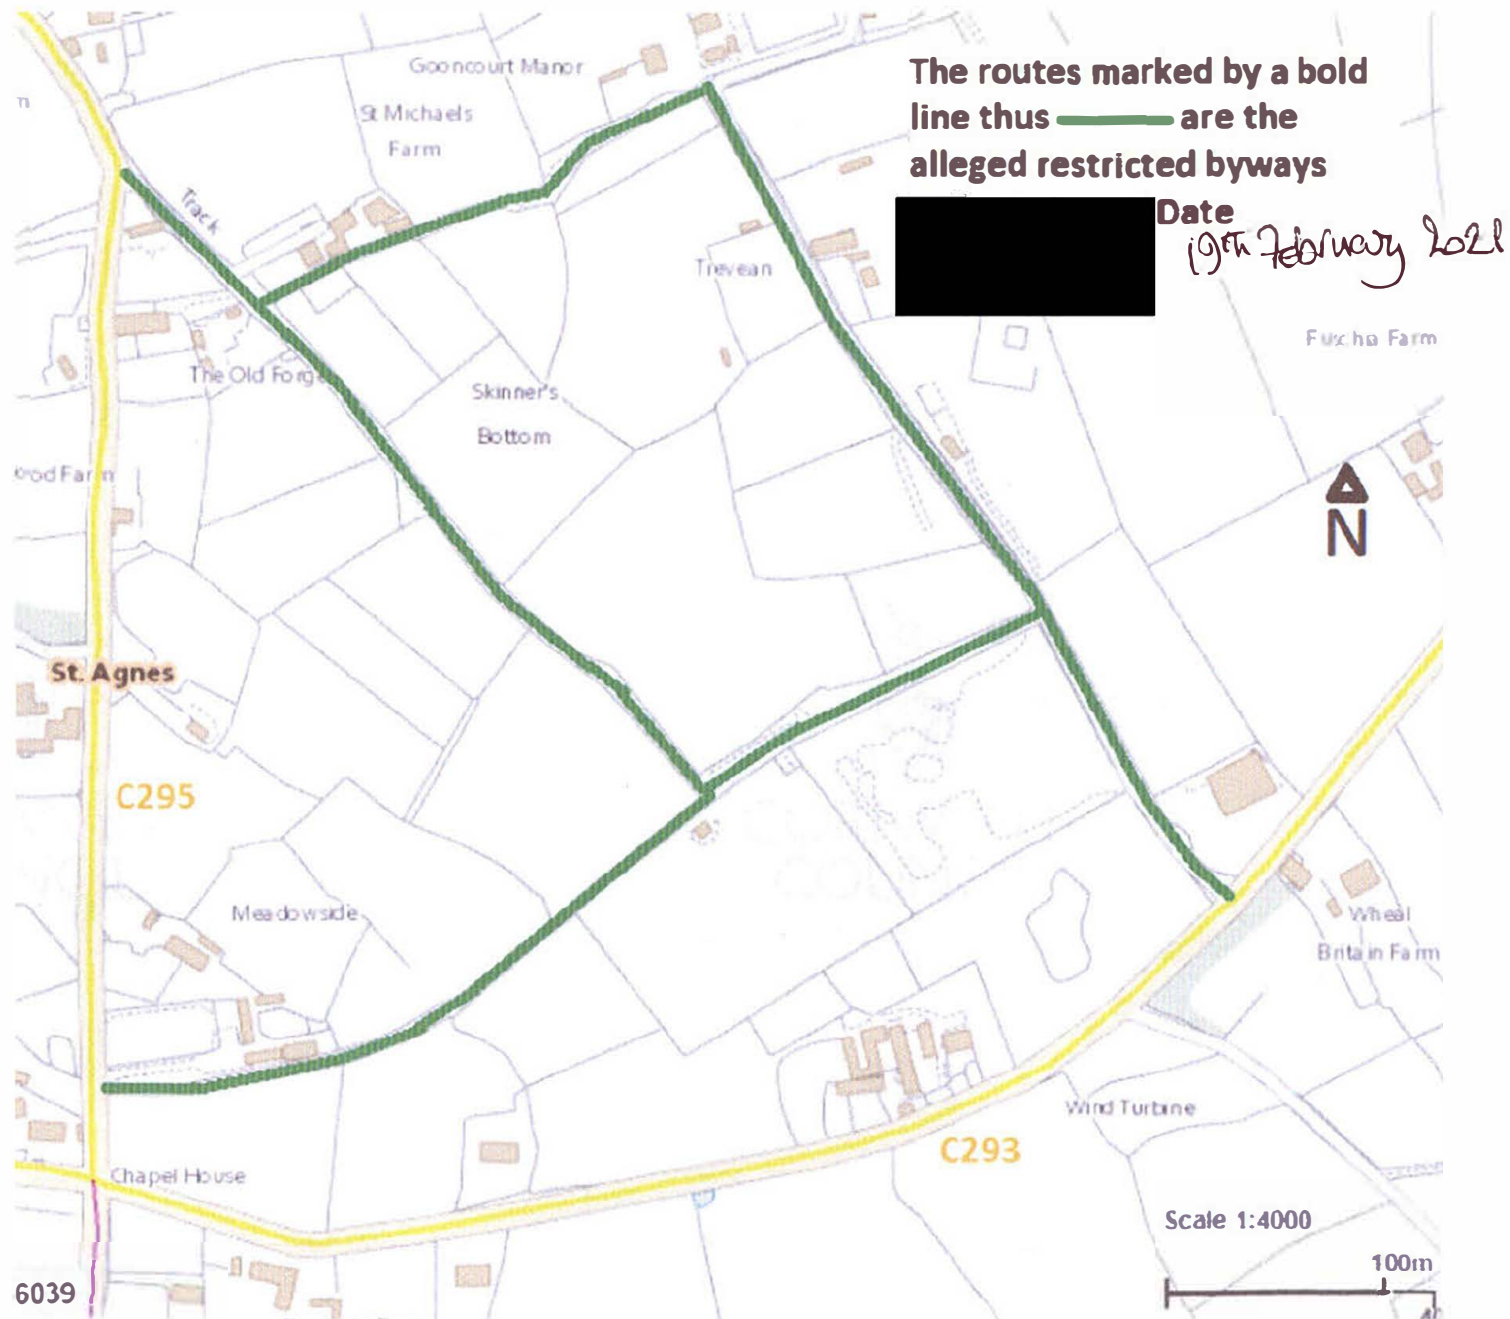 Gooncourt Manor
St Michaels
Farm
Track
The routes marked by a bold
line thus are the
alleged restricted byways
Date
19th February 2021
Trevean
Farm
The Old Forge
Skinner's
Bottom
N
St. Agnes
C295
Meadowside
Wheal
Britain Farm
Wind Turbine
C293
Chapel House
Scale 1:4000
100m
6039